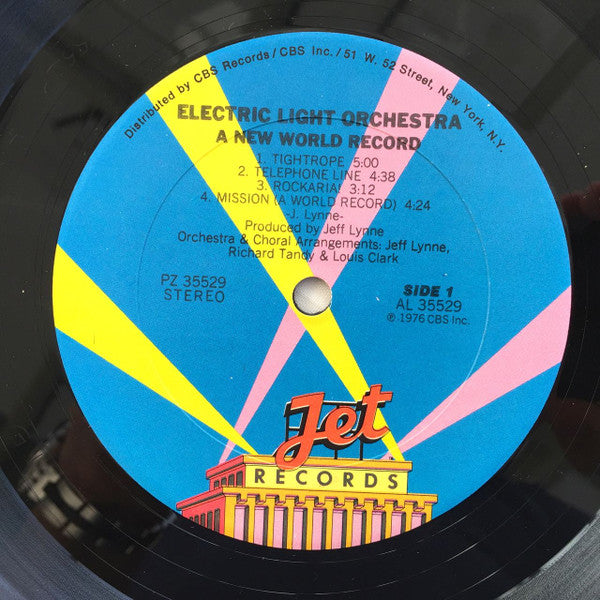 Distributed by CBS Records/CBS Inc./51 W. 52 Street, New York, N.Y.
ELECTRIC LIGHT ORCHESTRA
A NEW WORLD RECORD
1. TIGHTROPE 5:00
2. TELEPHONE LINE 4:38
3. ROCKARIA! 3:12
4. MISSION (A WORLD RECORD) 4:24
-J. Lynne-
Produced by Jeff Lynne
Orchestra & Choral Arrangements: Jeff Lynne,
Richard Tandy & Louis Clark
PZ 35529
STEREO
SIDE 1
AL 35529
℗ 1976 CBS Inc.
Jet
RECORDS